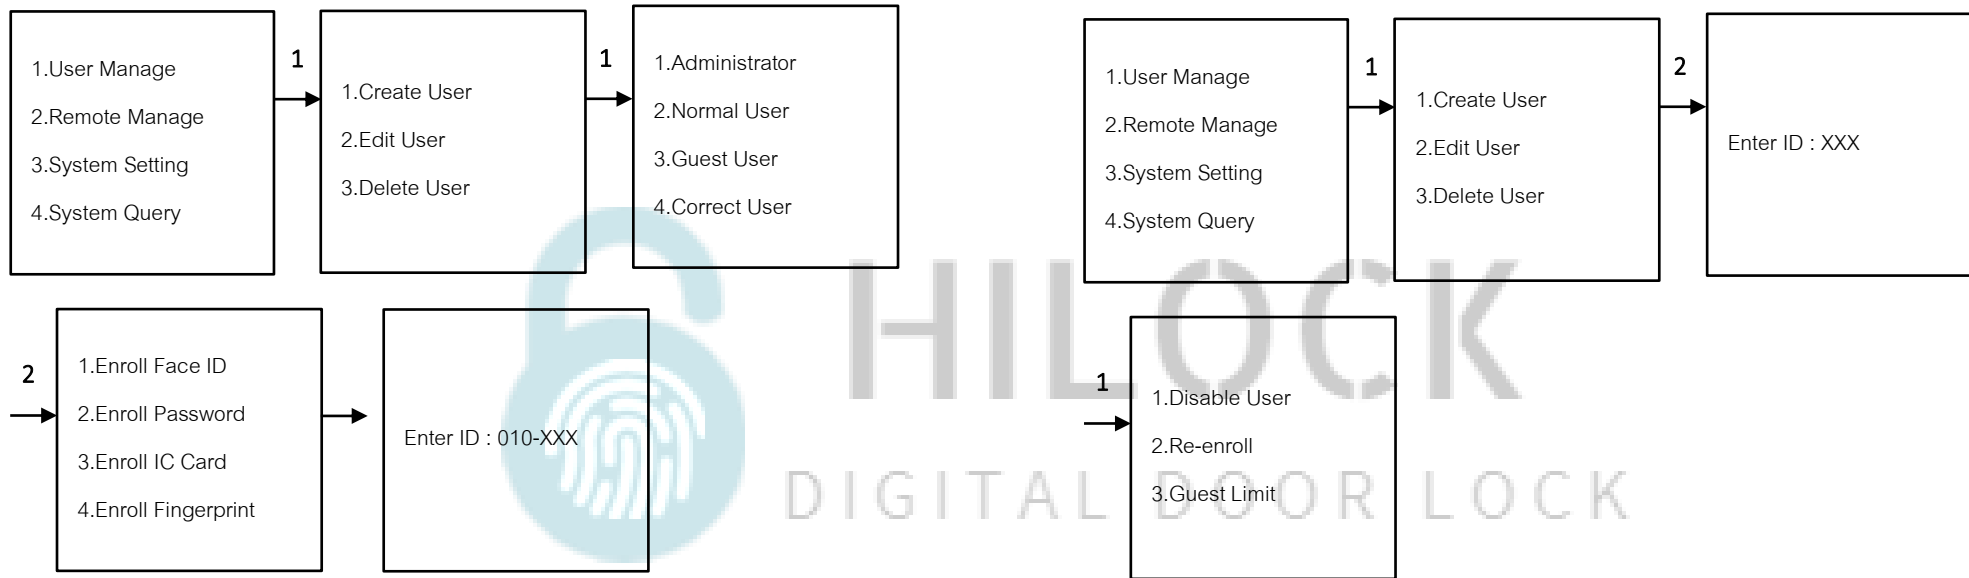 1.User Manage
2.Remote Manage
3.System Setting
4.System Query
1
1.Create User
2.Edit User
3.Delete User
1
1.Administrator
2.Normal User
3.Guest User
4.Correct User
2
1.Enroll Face ID
2.Enroll Password
3.Enroll IC Card
4.Enroll Fingerprint
Enter ID : 010-XXX
1.User Manage
2.Remote Manage
3.System Setting
4.System Query
1
1.Create User
2.Edit User
3.Delete User
2
Enter ID : XXX
1
1.Disable User
2.Re-enroll
3.Guest Limit
HILOCK
DIGITAL DOOR LOCK